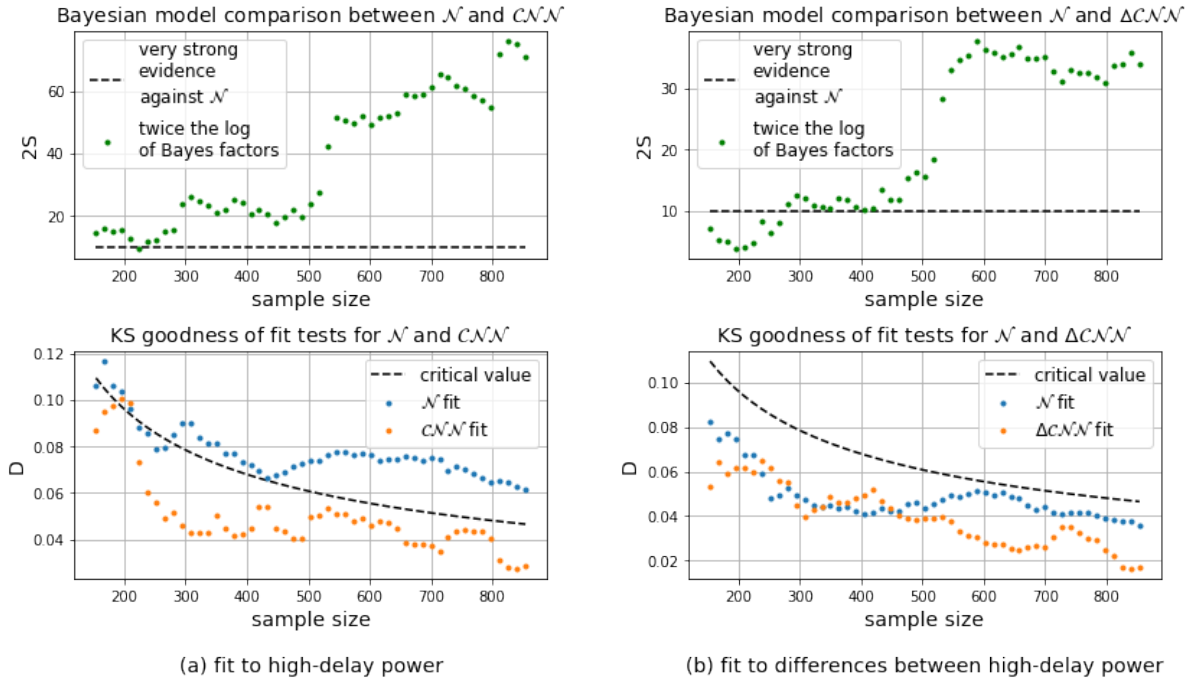 Bayesian model comparison between 𝒩 and 𝒞𝒩𝒩
very strong
evidence
against 𝒩
twice the log
of Bayes factors
2S
60
40
20
200 300 400 500 600 700 800
sample size
Bayesian model comparison between 𝒩 and Δ𝒞𝒩𝒩
very strong
evidence
against 𝒩
twice the log
of Bayes factors
2S
30
20
10
200 300 400 500 600 700 800
sample size
KS goodness of fit tests for 𝒩 and 𝒞𝒩𝒩
critical value
𝒩 fit
𝒞𝒩𝒩 fit
D
0.12
0.10
0.08
0.06
0.04
200 300 400 500 600 700 800
sample size
KS goodness of fit tests for 𝒩 and Δ𝒞𝒩𝒩
critical value
𝒩 fit
Δ𝒞𝒩𝒩 fit
D
0.10
0.08
0.06
0.04
0.02
200 300 400 500 600 700 800
sample size
(a) fit to high-delay power
(b) fit to differences between high-delay power